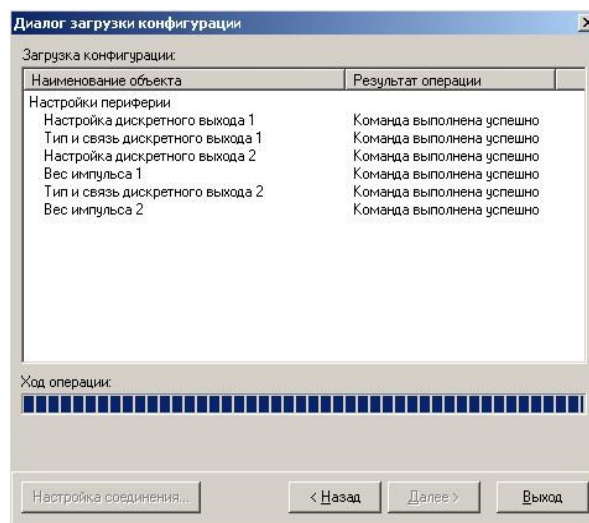 Диалог загрузки конфигурации
Загрузка конфигурации:
Наименование объекта Результат операции
Настройки периферии
Настройка дискретного выхода 1 Команда выполнена успешно
Тип и связь дискретного выхода 1 Команда выполнена успешно
Настройка дискретного выхода 2 Команда выполнена успешно
Вес импульса 1 Команда выполнена успешно
Тип и связь дискретного выхода 2 Команда выполнена успешно
Вес импульса 2 Команда выполнена успешно
Ход операции:
Настройка соединения... < Назад Далее > Выход